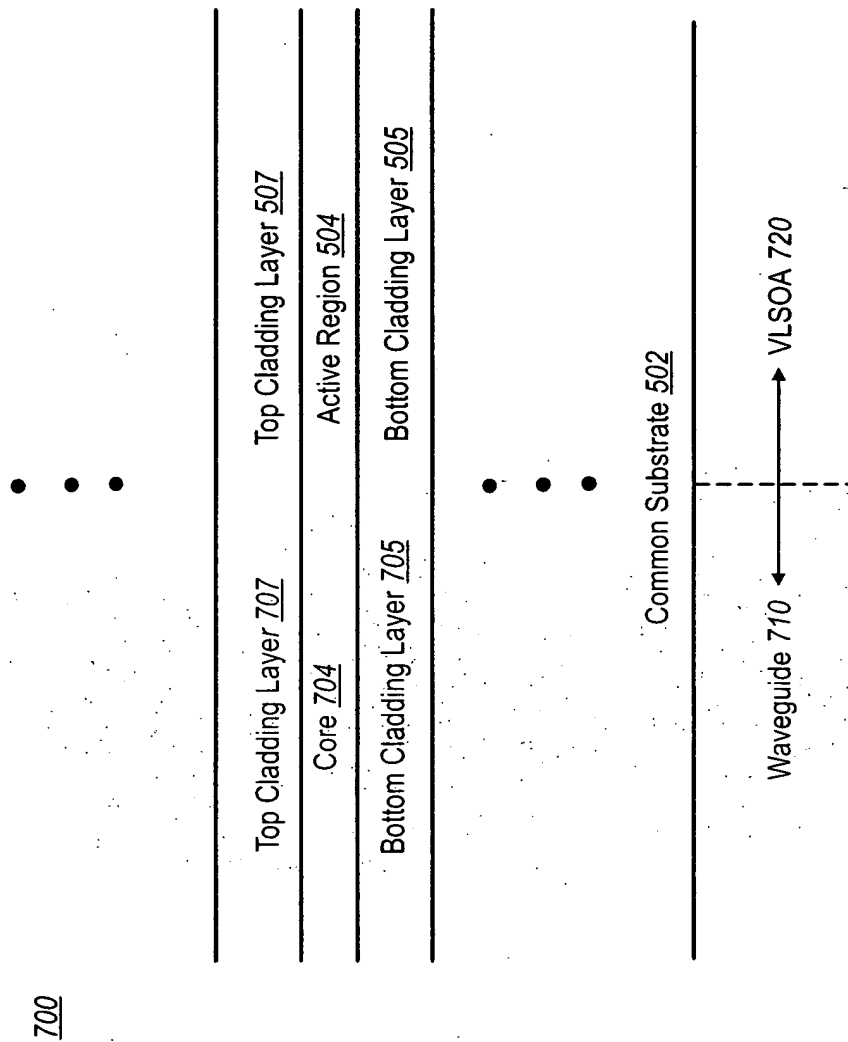 700
Top Cladding Layer 707 Top Cladding Layer 507
Core 704 Active Region 504
Bottom Cladding Layer 705 Bottom Cladding Layer 505
Common Substrate 502
Waveguide 710 VLSOA 720